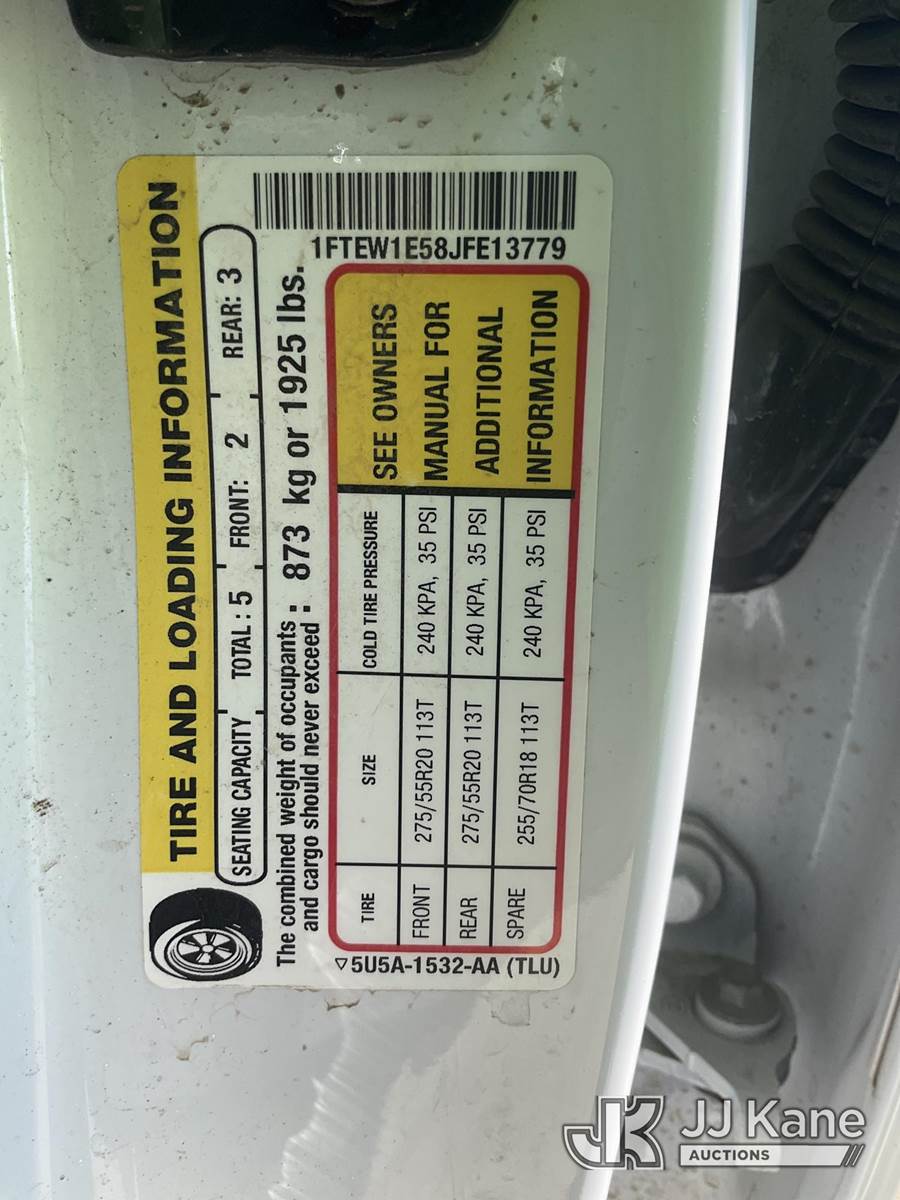 TIRE AND LOADING INFORMATION
SEATING CAPACITY TOTAL : 5 FRONT: 2 REAR: 3
The combined weight of occupants : 873 kg or 1925 lbs.
and cargo should never exceed :
1FTEW1E58JFE13779
TIRE SIZE COLD TIRE PRESSURE
FRONT 275/55R20 113T 240 KPA, 35 PSI
REAR 275/55R20 113T 240 KPA, 35 PSI
SPARE 255/70R18 113T 240 KPA, 35 PSI
SEE OWNERS
MANUAL FOR
ADDITIONAL
INFORMATION
▽5U5A-1532-AA (TLU)
JK JJ Kane
AUCTIONS